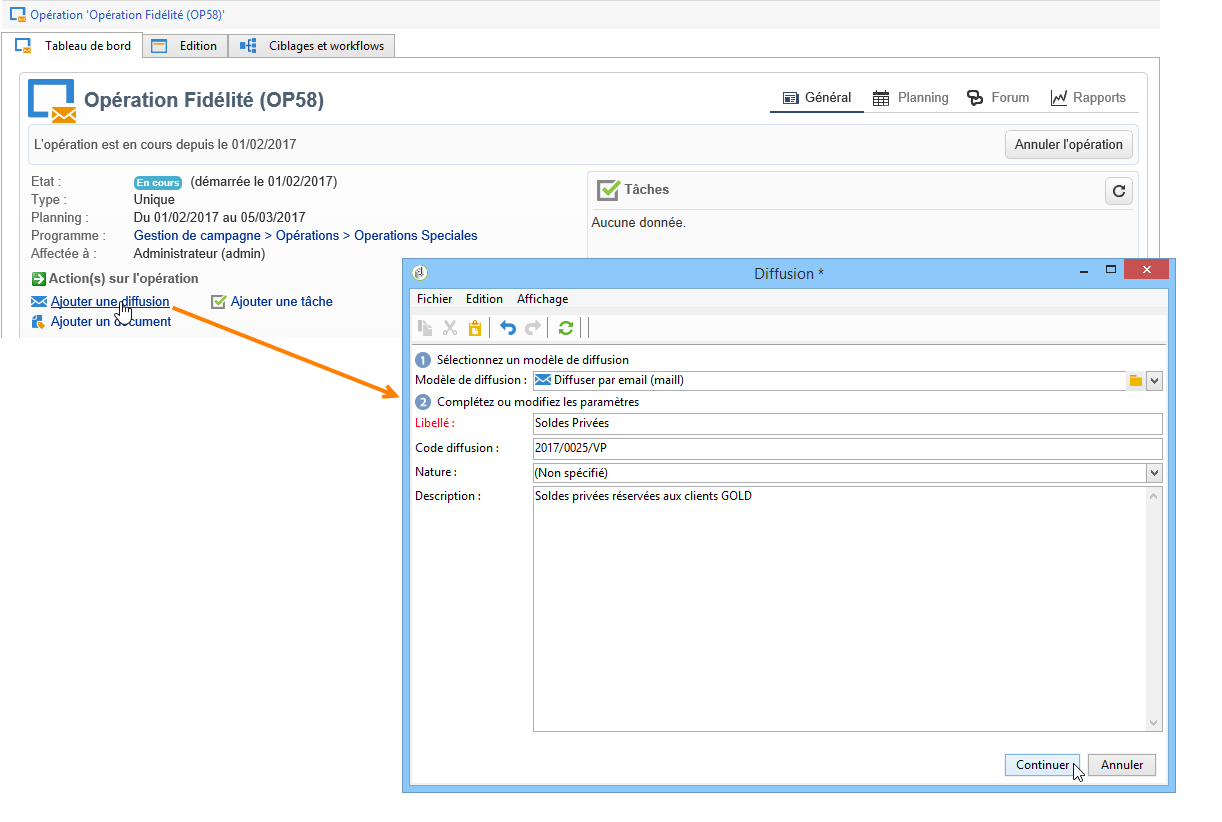 Opération 'Opération Fidélité (OP58)'
Tableau de bord Edition Ciblages et workflows
Opération Fidélité (OP58)
Général Planning Forum Rapports
L'opération est en cours depuis le 01/02/2017
Annuler l'opération
Etat : En cours (démarrée le 01/02/2017)
Type : Unique
Planning : Du 01/02/2017 au 05/03/2017
Programme : Gestion de campagne > Opérations > Operations Speciales
Affectée à : Administrateur (admin)
Tâches
Aucune donnée.
Action(s) sur l'opération
Ajouter une diffusion Ajouter une tâche
Ajouter un document
Diffusion *
Fichier Edition Affichage
1 Sélectionnez un modèle de diffusion
Modèle de diffusion : Diffuser par email (maill)
2 Complétez ou modifiez les paramètres
Libellé : Soldes Privées
Code diffusion : 2017/0025/VP
Nature : (Non spécifié)
Description : Soldes privées réservées aux clients GOLD
Continuer Annuler